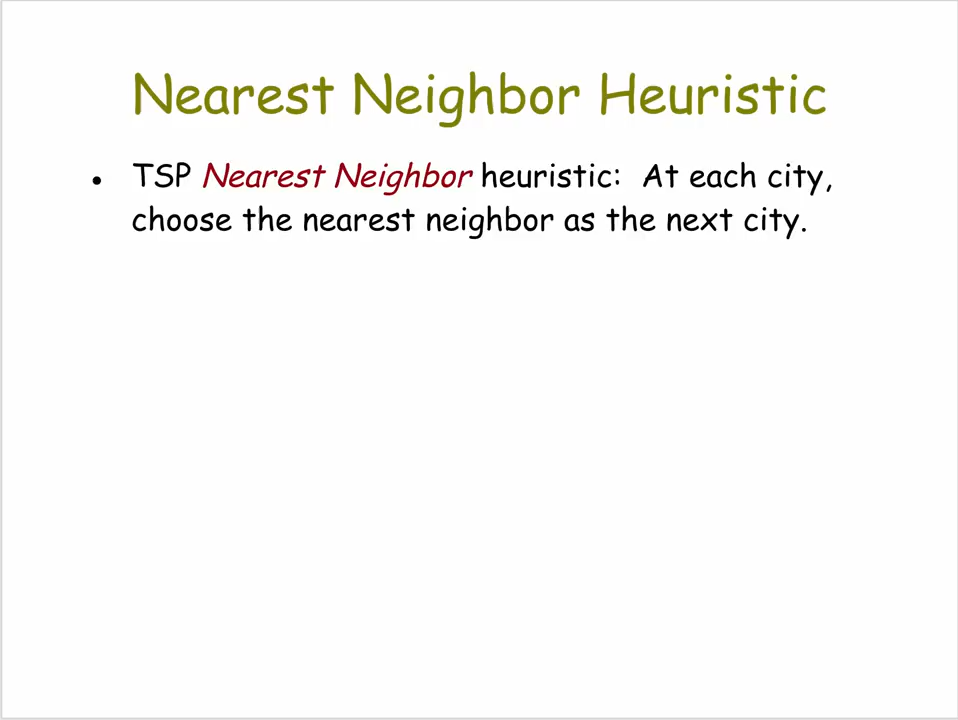 Nearest Neighbor Heuristic
• TSP Nearest Neighbor heuristic: At each city,
choose the nearest neighbor as the next city.